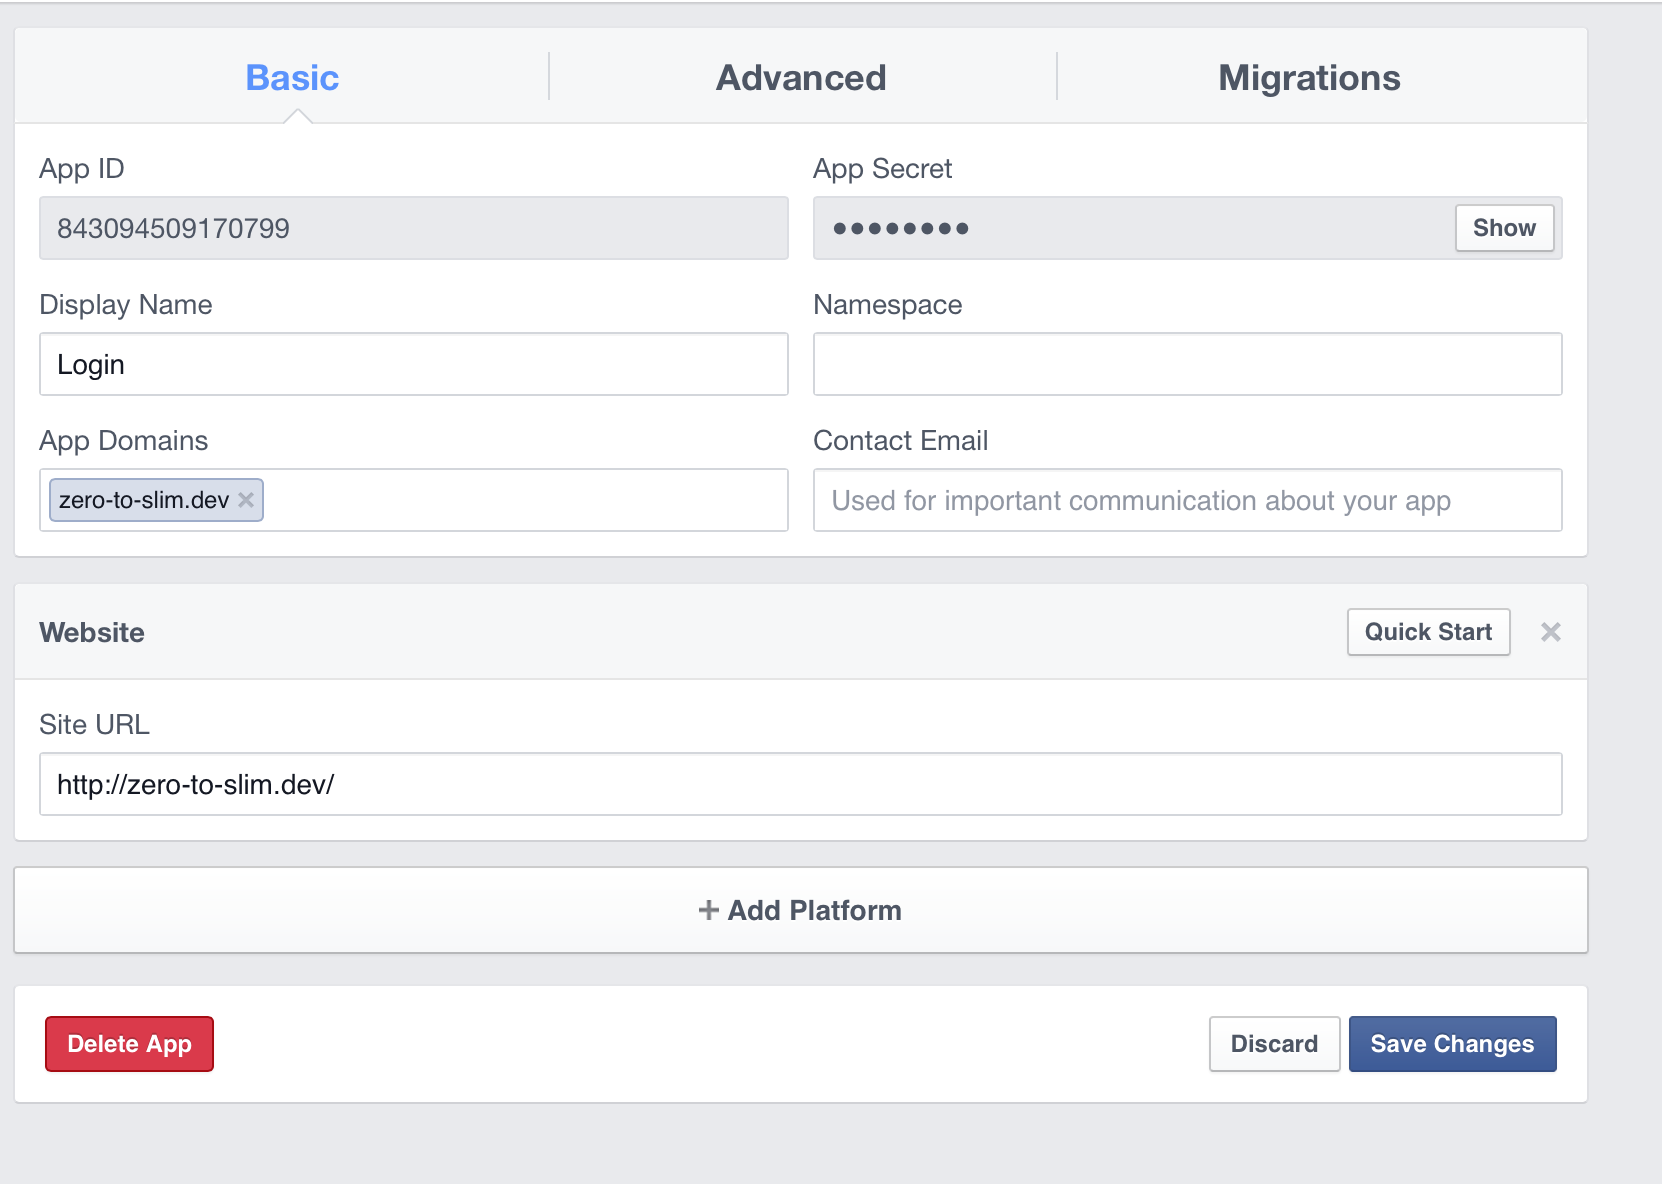 Basic
Advanced
Migrations
App ID
App Secret
843094509170799
••••••••
Show
Display Name
Namespace
Login
App Domains
Contact Email
zero-to-slim.dev ×
Used for important communication about your app
Website
Quick Start
×
Site URL
http://zero-to-slim.dev/
+ Add Platform
Delete App
Discard
Save Changes